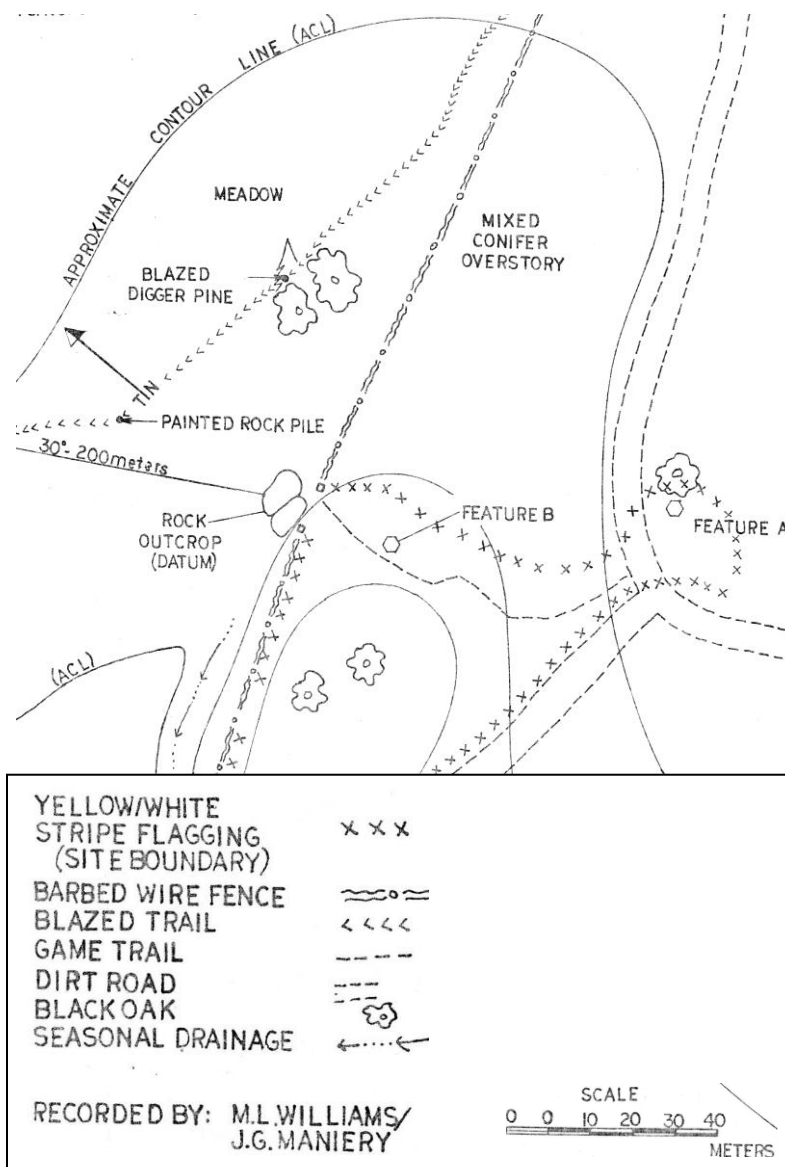 APPROXIMATE CONTOUR LINE (ACL)
MEADOW
MIXED
CONIFER
OVERSTORY
BLAZED
DIGGER PINE
TIN
PAINTED ROCK PILE
30°-200meters
ROCK
OUTCROP
(DATUM)
FEATURE B
FEATURE A
(ACL)
YELLOW/WHITE
STRIPE FLAGGING
(SITE BOUNDARY)
BARBED WIRE FENCE
BLAZED TRAIL
GAME TRAIL
DIRT ROAD
BLACK OAK
SEASONAL DRAINAGE
RECORDED BY: M.L.WILLIAMS/
J.G.MANIERY
SCALE
0 0 10 20 30 40
METERS